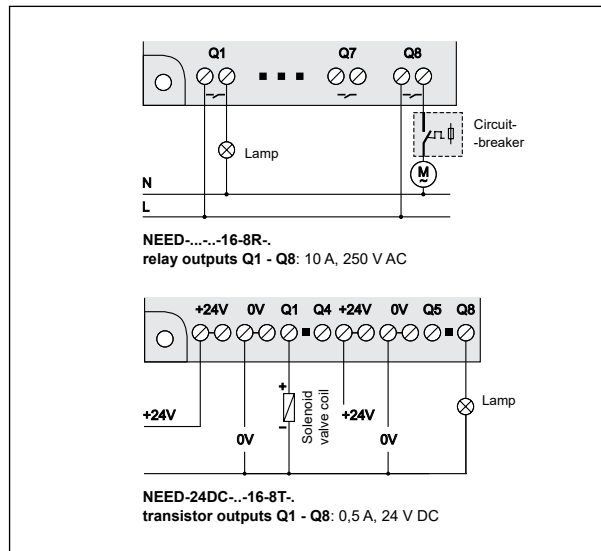 Q1 Q7 Q8
Circuit-
-breaker
Lamp
M
~
N
L
NEED-...-..-16-8R-.
relay outputs Q1 - Q8: 10 A, 250 V AC
+24V 0V Q1 Q4 +24V 0V Q5 Q8
+
-
Solenoid
valve coil
Lamp
+24V
+24V
0V
0V
NEED-24DC-..-16-8T-.
transistor outputs Q1 - Q8: 0,5 A, 24 V DC